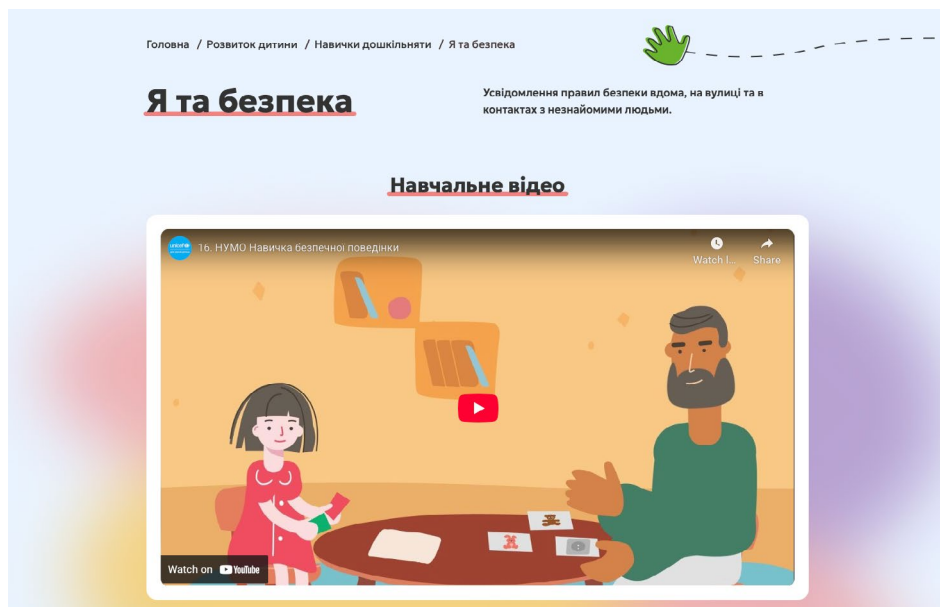 Головна / Розвиток дитини / Навички дошкільняти / Я та безпека
Я та безпека
Усвідомлення правил безпеки вдома, на вулиці та в
контактах з незнайомими людьми.
Навчальне відео
unicef
16. НУМО Навичка безпечної поведінки
Watch l...
Share
Watch on YouTube